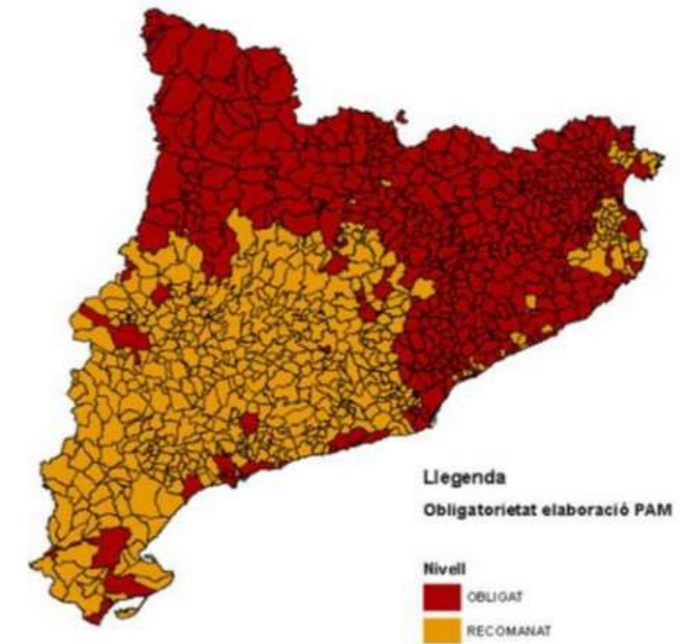 Llegenda
Obligatorietat elaboració PAM
Nivell
OBLIGAT
RECOMANAT